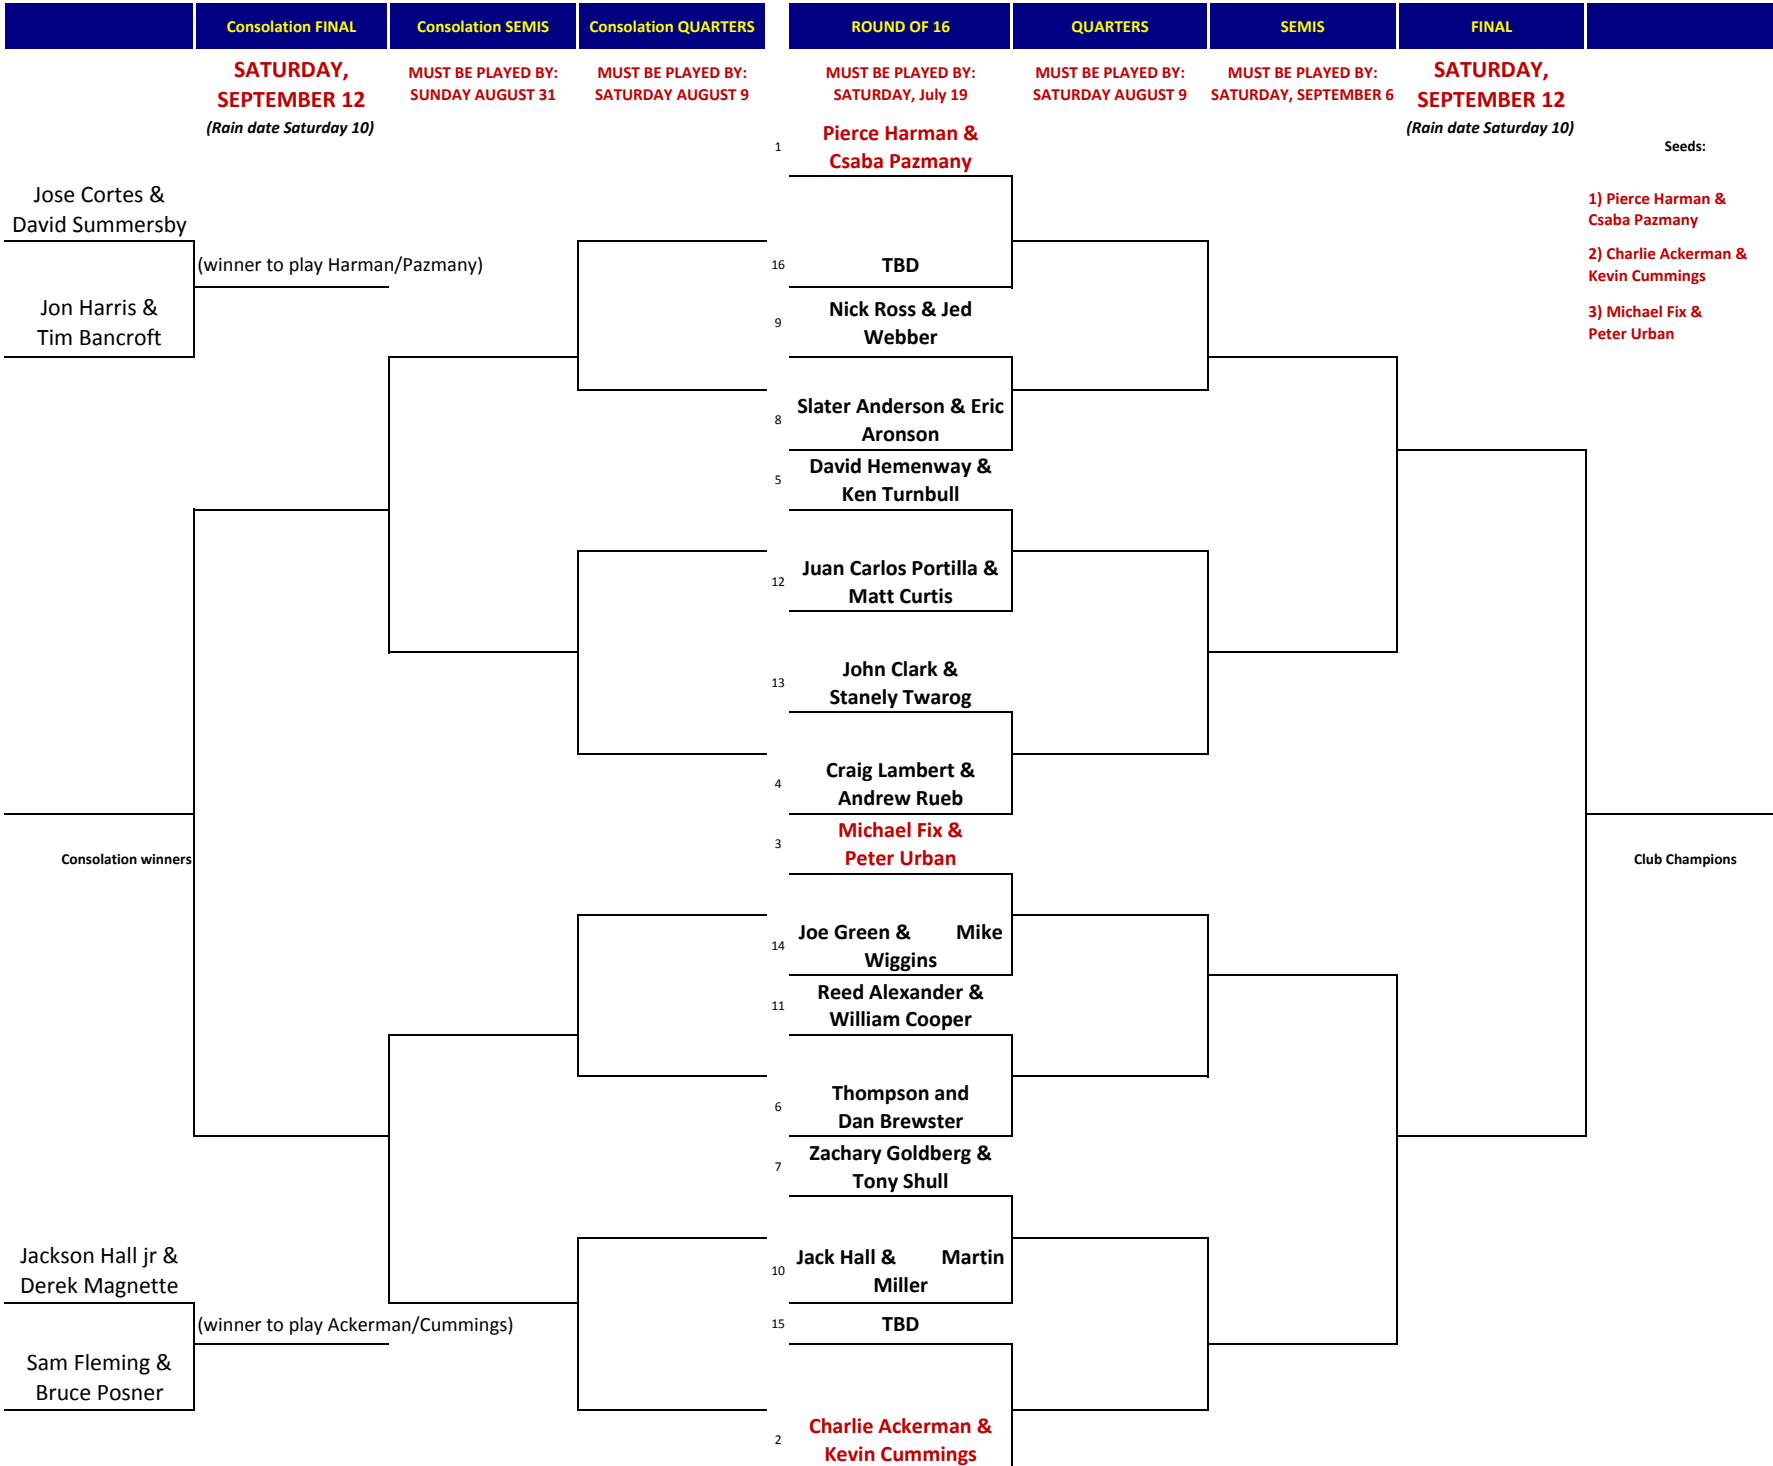 Consolation FINAL
Consolation SEMIS
Consolation QUARTERS
ROUND OF 16
QUARTERS
SEMIS
FINAL
SATURDAY,
SEPTEMBER 12
(Rain date Saturday 10)
MUST BE PLAYED BY:
SUNDAY AUGUST 31
MUST BE PLAYED BY:
SATURDAY AUGUST 9
MUST BE PLAYED BY:
SATURDAY, July 19
MUST BE PLAYED BY:
SATURDAY AUGUST 9
MUST BE PLAYED BY:
SATURDAY, SEPTEMBER 6
SATURDAY,
SEPTEMBER 12
(Rain date Saturday 10)
Jose Cortes &
David Summersby
(winner to play Harman/Pazmany)
Jon Harris &
Tim Bancroft
Consolation winners
Jackson Hall jr &
Derek Magnette
(winner to play Ackerman/Cummings)
Sam Fleming &
Bruce Posner
1
Pierce Harman &
Csaba Pazmany
16
TBD
9
Nick Ross & Jed
Webber
8
Slater Anderson & Eric
Aronson
5
David Hemenway &
Ken Turnbull
12
Juan Carlos Portilla &
Matt Curtis
13
John Clark &
Stanely Twarog
4
Craig Lambert &
Andrew Rueb
3
Michael Fix &
Peter Urban
14
Joe Green & Mike
Wiggins
11
Reed Alexander &
William Cooper
6
Thompson and
Dan Brewster
7
Zachary Goldberg &
Tony Shull
10
Jack Hall & Martin
Miller
15
TBD
2
Charlie Ackerman &
Kevin Cummings
Seeds:
1) Pierce Harman &
Csaba Pazmany
2) Charlie Ackerman &
Kevin Cummings
3) Michael Fix &
Peter Urban
Club Champions